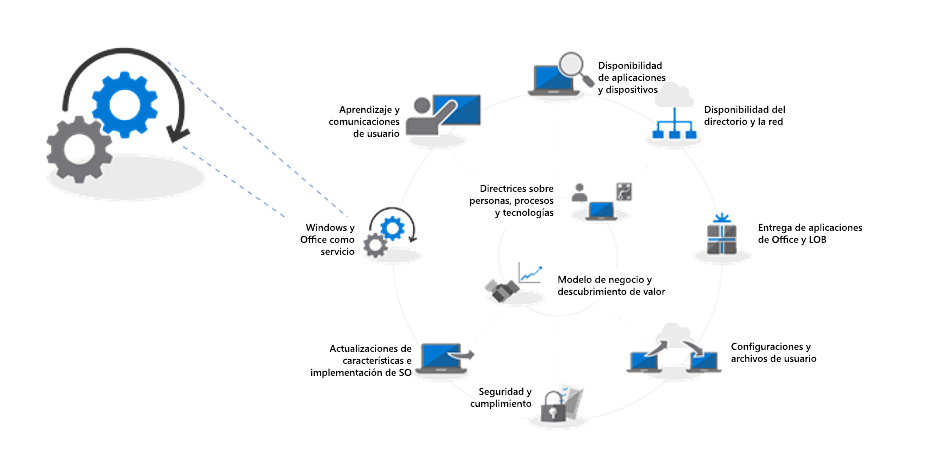 Disponibilidad
de aplicaciones
y dispositivos
Disponibilidad del
directorio y la red
Aprendizaje y
comunicaciones
de usuario
Directrices sobre
personas, procesos
y tecnologías
Windows y
Office como
servicio
Entrega de aplicaciones
de Office y LOB
Modelo de negocio y
descubrimiento de valor
Actualizaciones de
características e
implementación de SO
Configuraciones y
archivos de usuario
Seguridad y
cumplimiento